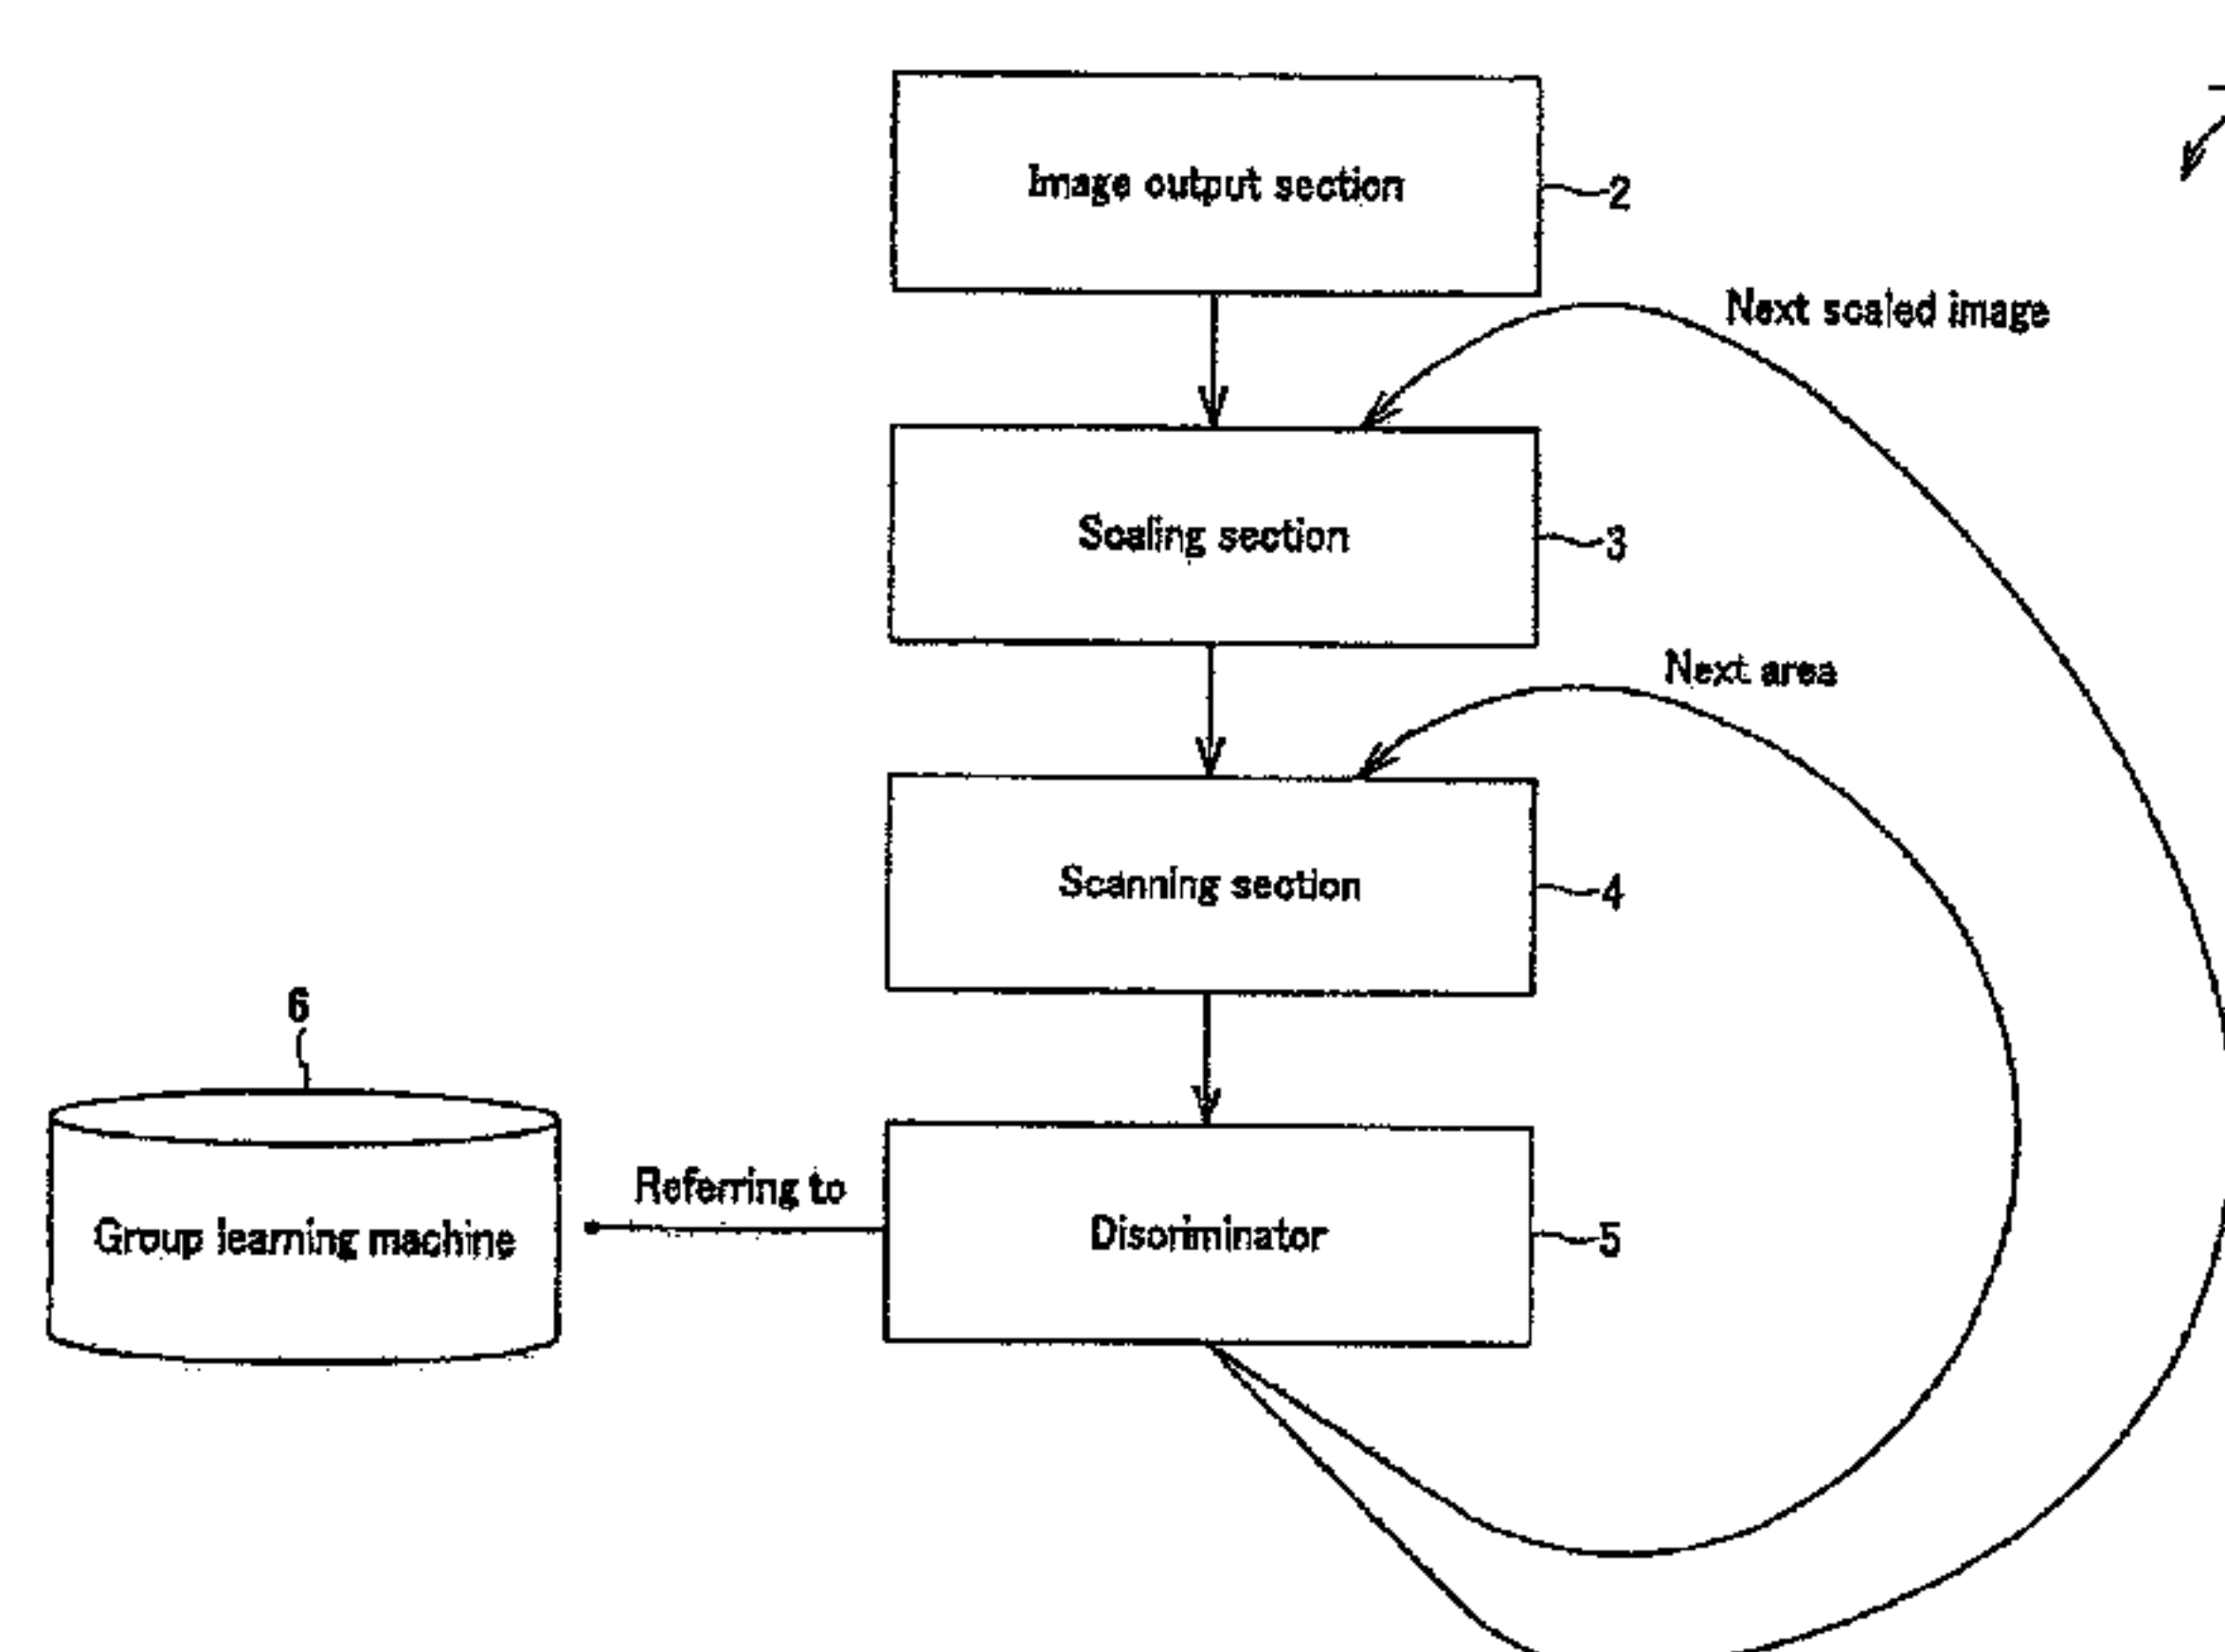 Image output section
2
Next scaled image
Scaling section
3
Next area
Scanning section
4
6
Referring to
Group learning machine
Discriminator
5